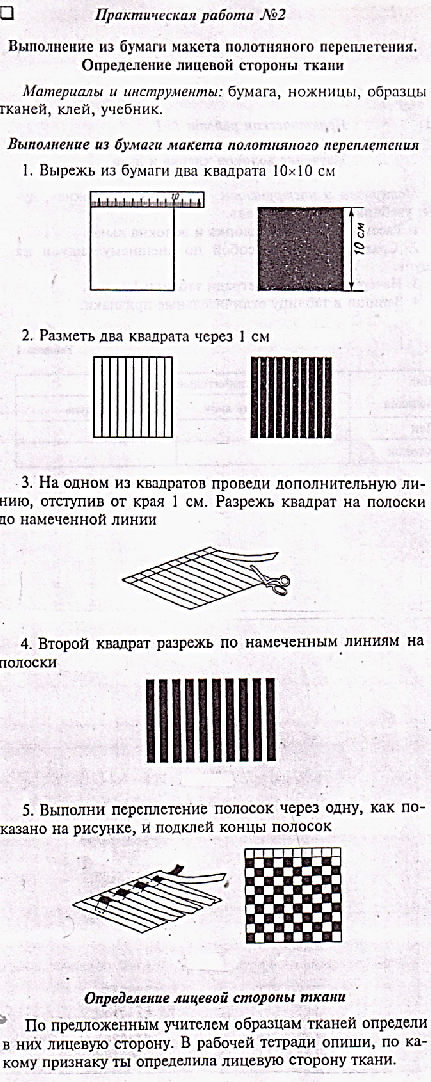 Практическая работа №2
Выполнение из бумаги макета полотняного переплетения.
Определение лицевой стороны ткани
Материалы и инструменты: бумага, ножницы, образцы
тканей, клей, учебник.
Выполнение из бумаги макета полотняного переплетения
1. Вырежь из бумаги два квадрата 10×10 см
10
10 см
2. Разметь два квадрата через 1 см
3. На одном из квадратов проведи дополнительную ли-
нию, отступив от края 1 см. Разрежь квадрат на полоски
до намеченной линии
4. Второй квадрат разрежь по намеченным линиям на
полоски
5. Выполни переплетение полосок через одну, как по-
казано на рисунке, и подклей концы полосок
Определение лицевой стороны ткани
По предложенным учителем образцам тканей определи
в них лицевую сторону. В рабочей тетради опиши, по ка-
кому признаку ты определила лицевую сторону ткани.